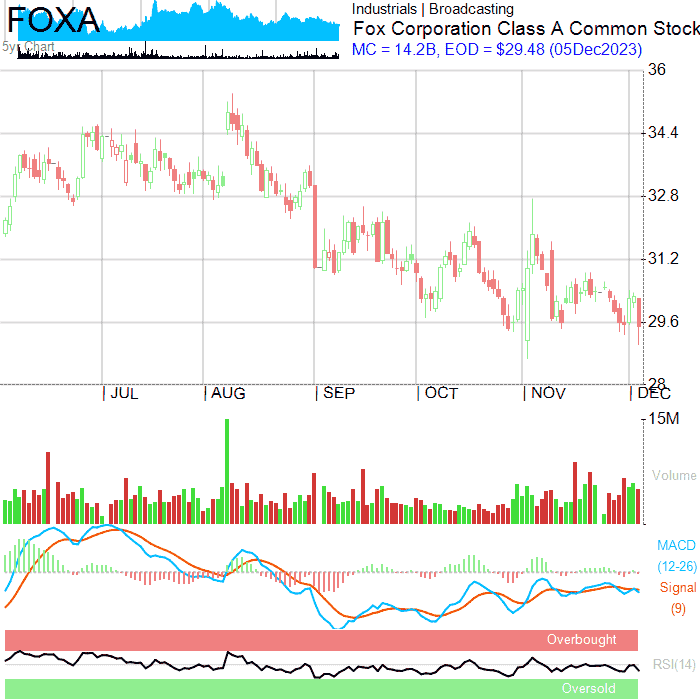 FOXA
5yr Chart
Industrials | Broadcasting
Fox Corporation Class A Common Stock
MC = 14.2B, EOD = $29.48 (05Dec2023)
36
34.4
32.8
31.2
29.6
28
JUL
AUG
SEP
OCT
NOV
DEC
15M
Volume
MACD
(12-26)
Signal
(9)
Overbought
RSI(14)
Oversold